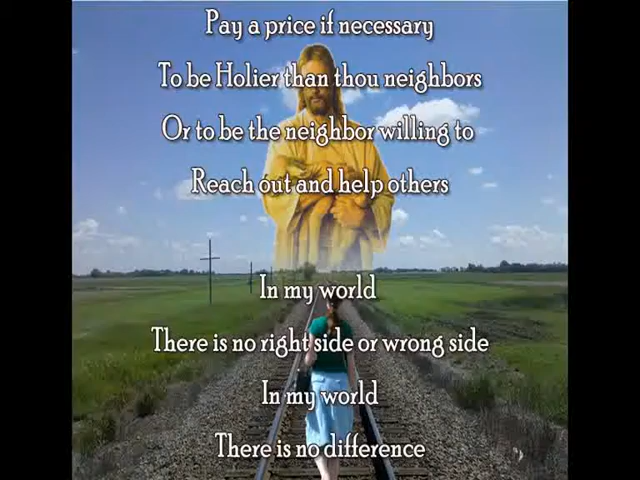 Pay a price if necessary
To be Holier than thou neighbors
Or to be the neighbor willing to
Reach out and help others
In my world
There is no right side or wrong side
In my world
There is no difference